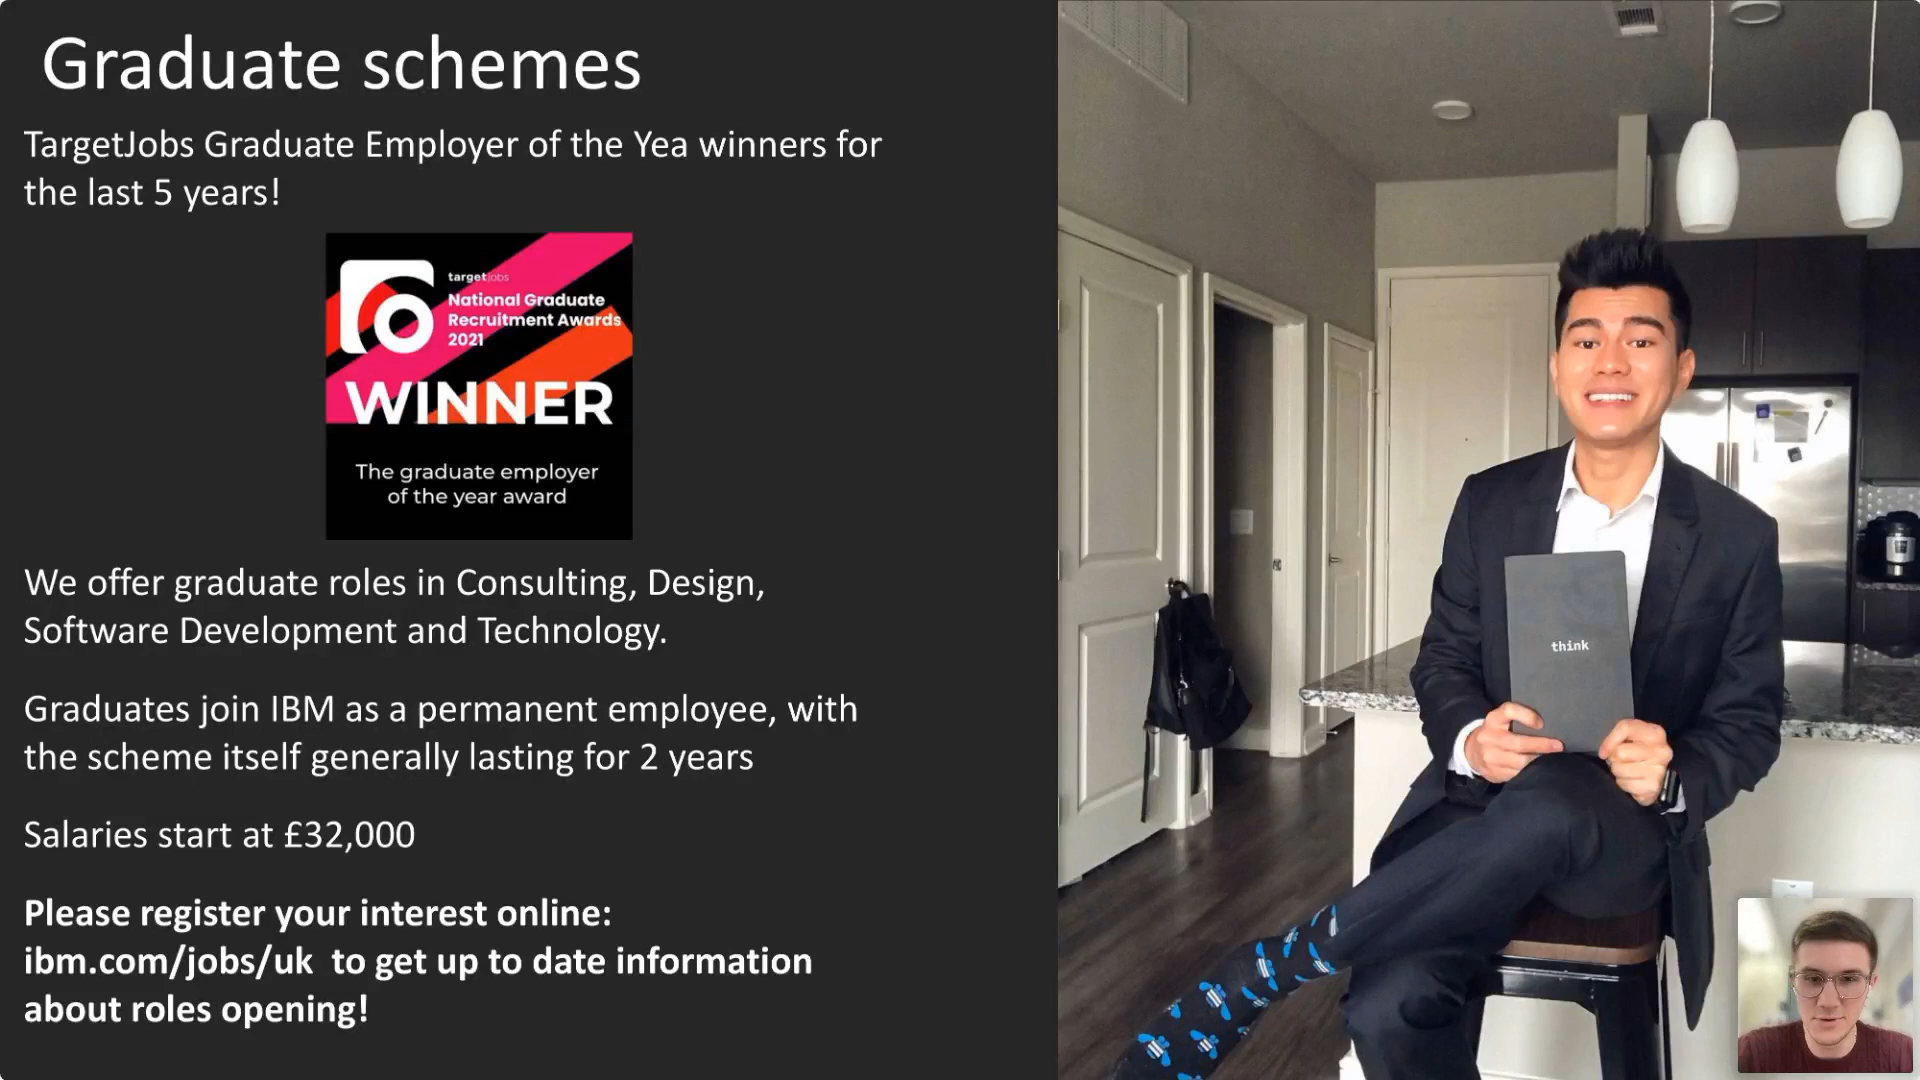 Graduate schemes
TargetJobs Graduate Employer of the Yea winners for
the last 5 years!
targetjobs
National Graduate
Recruitment Awards
2021
WINNER
The graduate employer
of the year award
We offer graduate roles in Consulting, Design,
Software Development and Technology.
Graduates join IBM as a permanent employee, with
the scheme itself generally lasting for 2 years
Salaries start at £32,000
Please register your interest online:
ibm.com/jobs/uk to get up to date information
about roles opening!
think